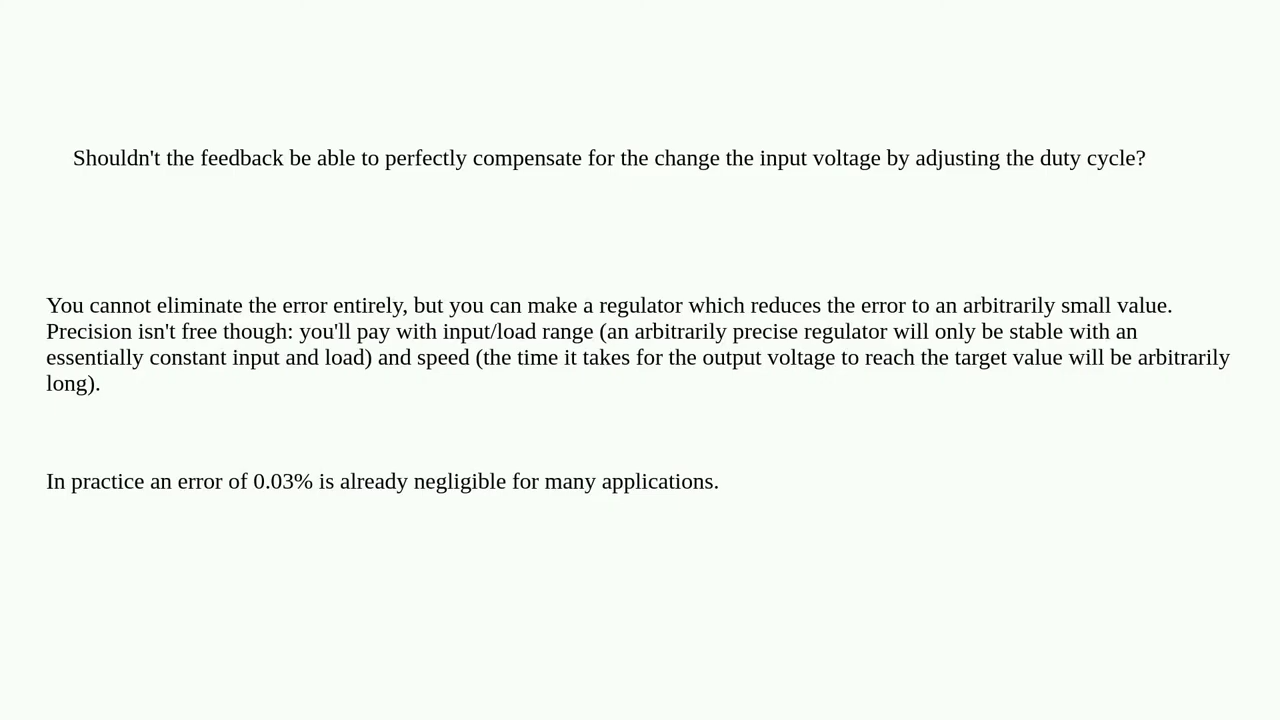 Shouldn't the feedback be able to perfectly compensate for the change the input voltage by adjusting the duty cycle?
You cannot eliminate the error entirely, but you can make a regulator which reduces the error to an arbitrarily small value.
Precision isn't free though: you'll pay with input/load range (an arbitrarily precise regulator will only be stable with an
essentially constant input and load) and speed (the time it takes for the output voltage to reach the target value will be arbitrarily
long).
In practice an error of 0.03% is already negligible for many applications.